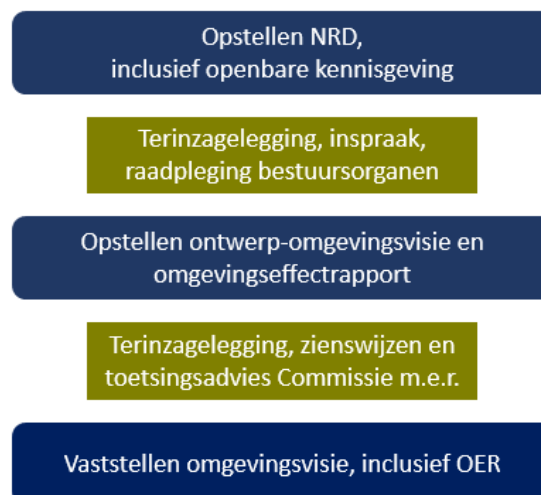 Opstellen NRD,
inclusief openbare kennisgeving
Terinzagelegging, inspraak,
raadpleging bestuursorganen
Opstellen ontwerp-omgevingsvisie en
omgevingseffectrapport
Terinzagelegging, zienswijzen en
toetsingsadvies Commissie m.e.r.
Vaststellen omgevingsvisie, inclusief OER